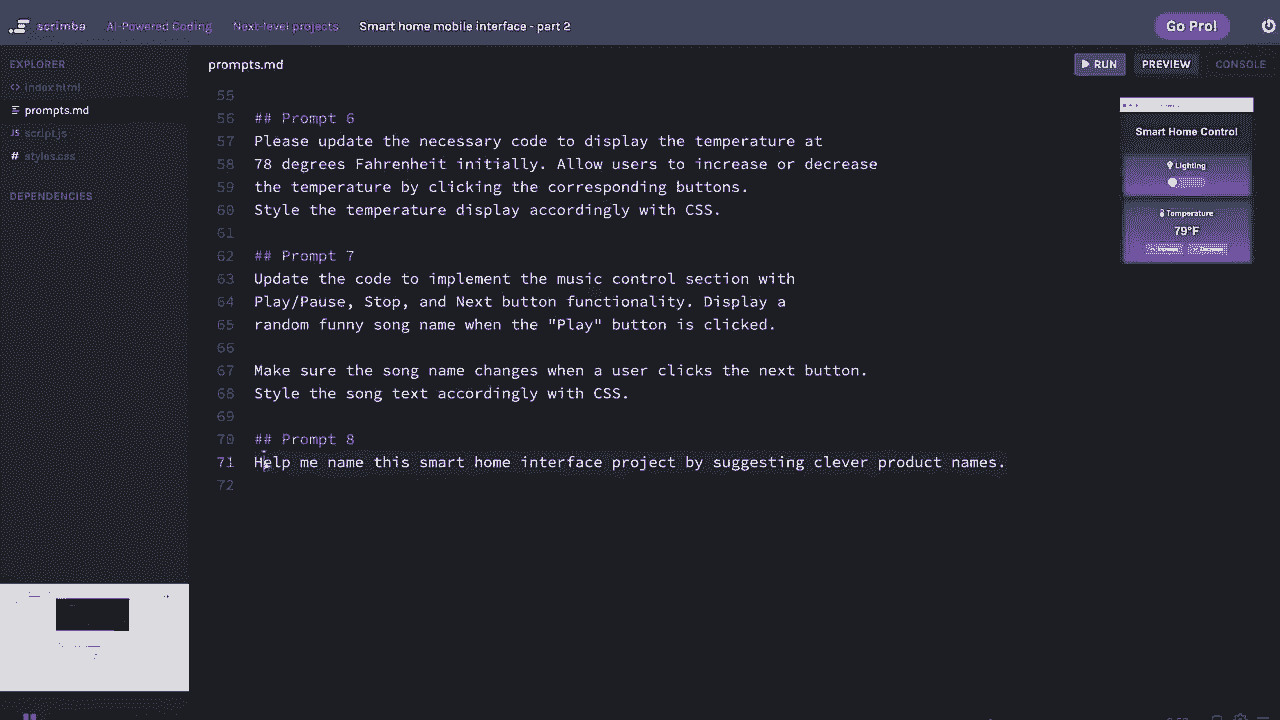 scrimba AI-Powered Coding Next-level projects Smart home mobile interface - part 2 Go Pro!
EXPLORER prompts.md RUN PREVIEW CONSOLE
index.html
prompts.md
script.js
styles.css
DEPENDENCIES
55
56 ## Prompt 6
57 Please update the necessary code to display the temperature at
58 78 degrees Fahrenheit initially. Allow users to increase or decrease
59 the temperature by clicking the corresponding buttons.
60 Style the temperature display accordingly with CSS.
61
62 ## Prompt 7
63 Update the code to implement the music control section with
64 Play/Pause, Stop, and Next button functionality. Display a
65 random funny song name when the "Play" button is clicked.
66
67 Make sure the song name changes when a user clicks the next button.
68 Style the song text accordingly with CSS.
69
70 ## Prompt 8
71 Help me name this smart home interface project by suggesting clever product names.
72
Smart Home Control
Lighting
Temperature
79°F